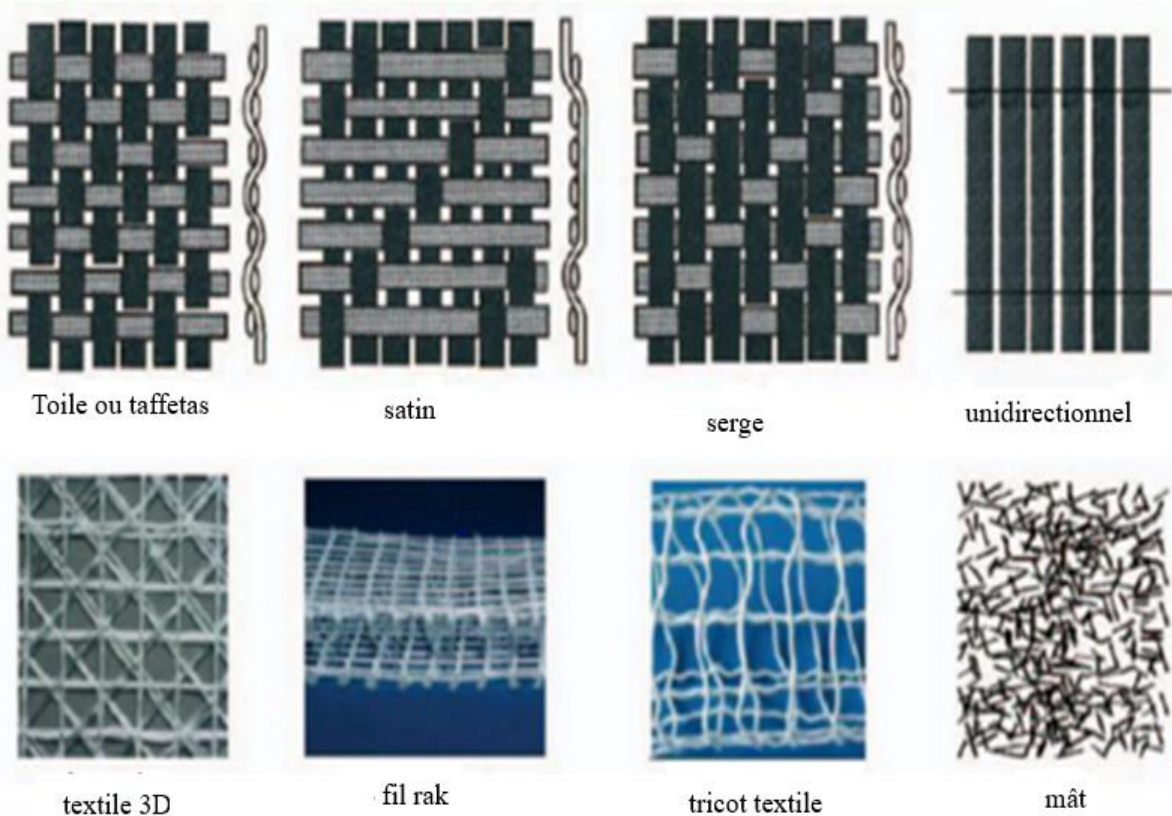 Toile ou taffetas
satin
serge
unidirectionnel
textile 3D
fil rak
tricot textile
mât